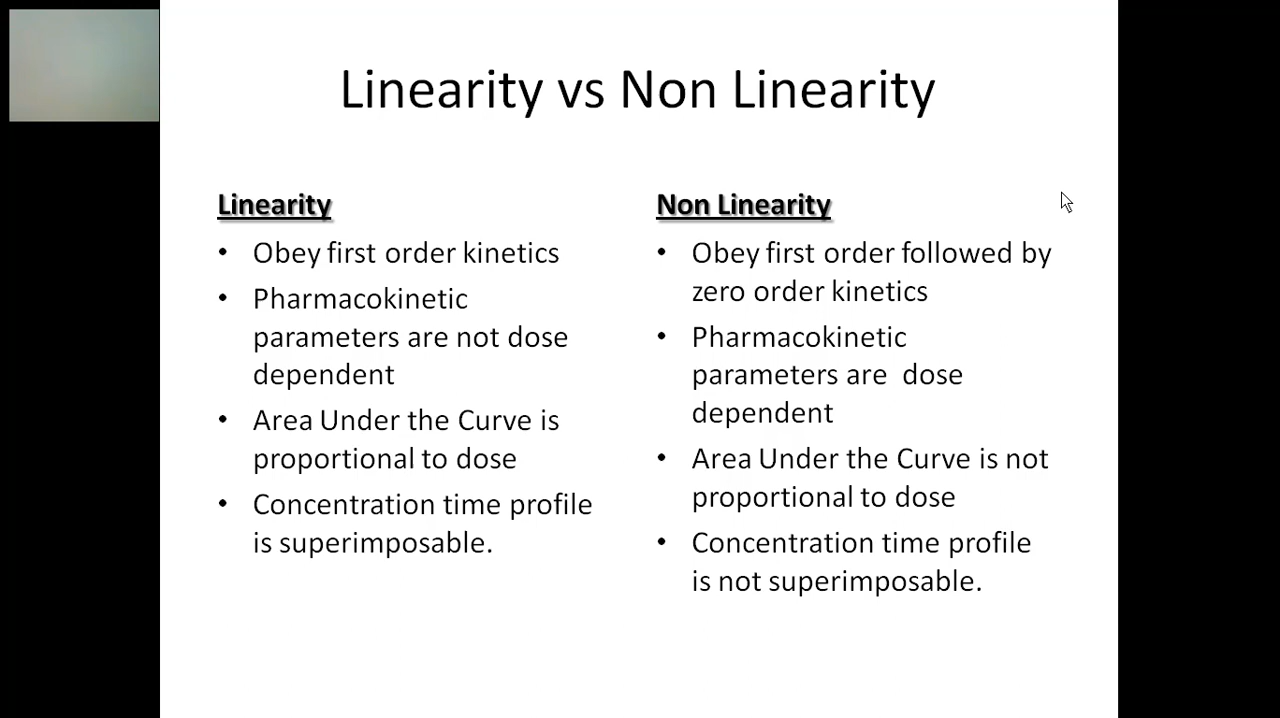 Linearity vs Non Linearity
Linearity
• Obey first order kinetics
• Pharmacokinetic
parameters are not dose
dependent
• Area Under the Curve is
proportional to dose
• Concentration time profile
is superimposable.
Non Linearity
• Obey first order followed by
zero order kinetics
• Pharmacokinetic
parameters are  dose
dependent
• Area Under the Curve is not
proportional to dose
• Concentration time profile
is not superimposable.